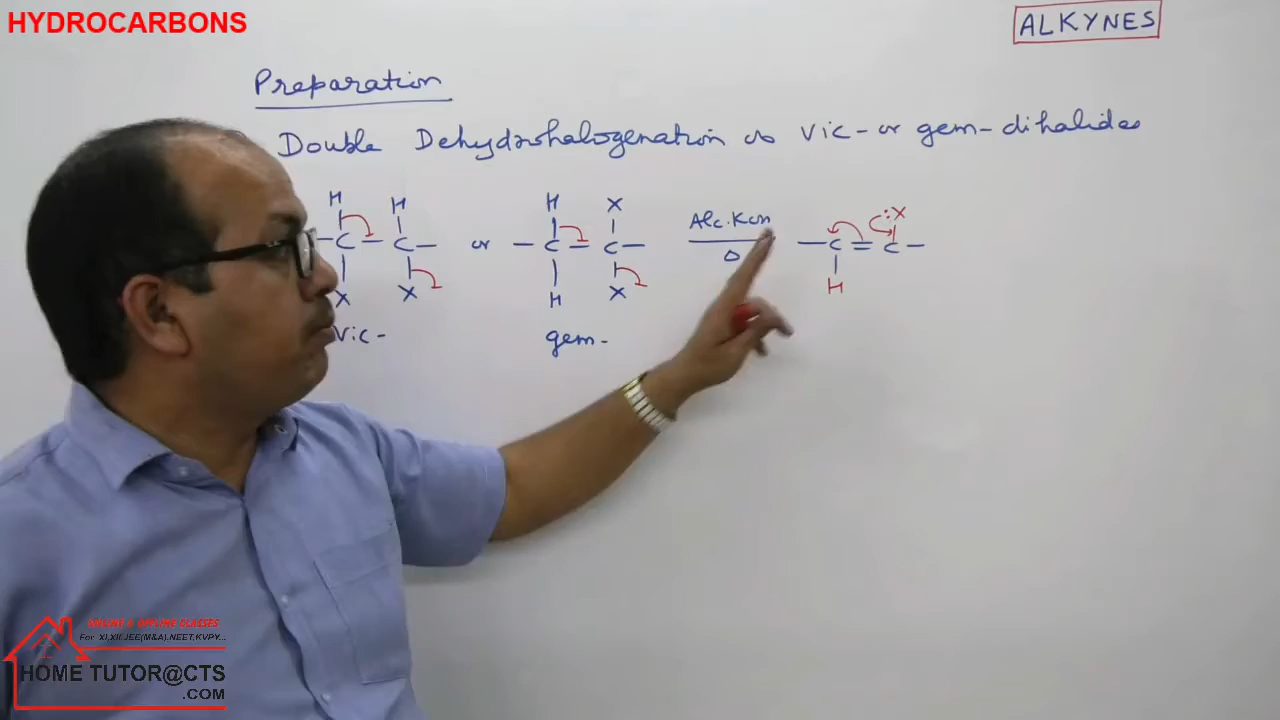 HYDROCARBONS
ALKYNES
Preparation
Double Dehydrohalogenation os Vic- or gem-dihalides
H H H X :X
C - C - or - C = C - Alc. KOH - C = C -
X X H X Δ H
Vic- gem-
ONLINE & OFFLINE CLASSES
For XI,XII,JEE(M&A),NEET,KVPY...
HOME TUTOR@CTS
.COM